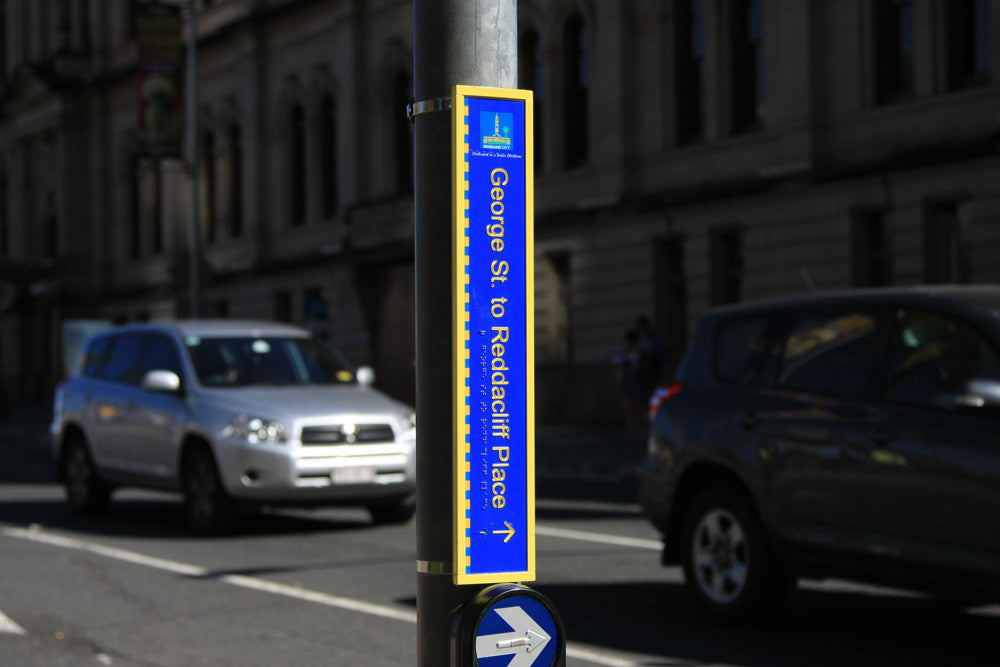 BRISBANE CITY
Dedicated to a better Brisbane
George St. to Reddacliff Place